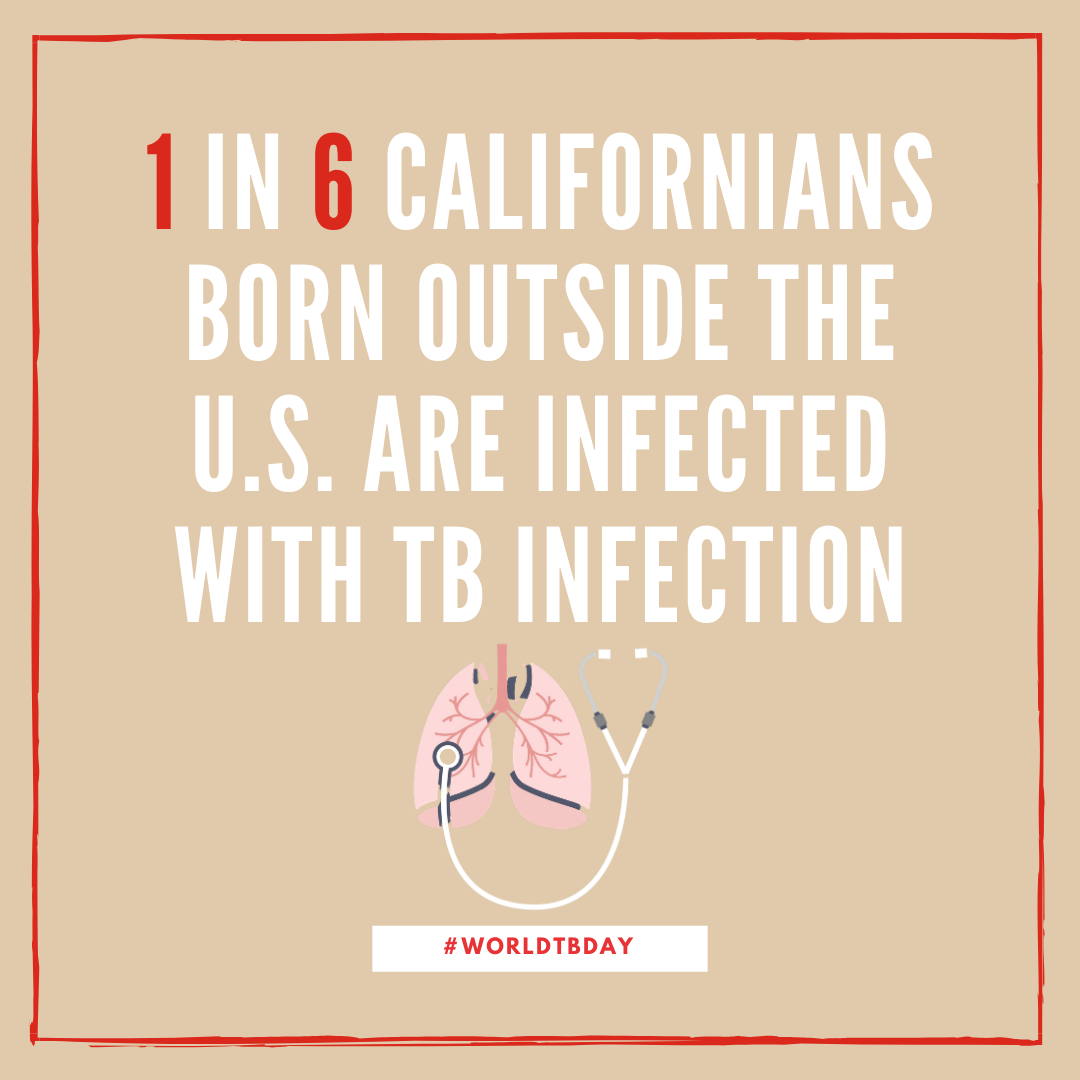 1 IN 6 CALIFORNIANS
BORN OUTSIDE THE
U.S. ARE INFECTED
WITH TB INFECTION
#WORLDTBDAY